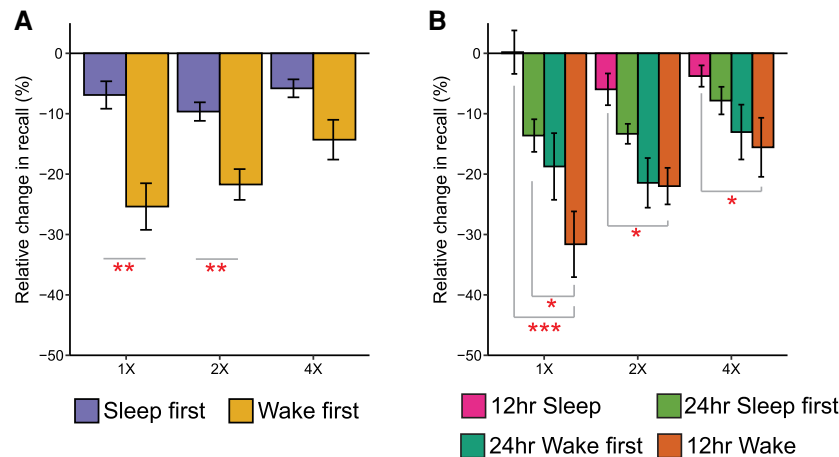 A
Relative change in recall (%)
0
−10
−20
−30
−40
−50
** **
1X 2X 4X
Sleep first Wake first
B
Relative change in recall (%)
0
−10
−20
−30
−40
−50
*
*
*
***
1X 2X 4X
12hr Sleep 24hr Sleep first
24hr Wake first 12hr Wake